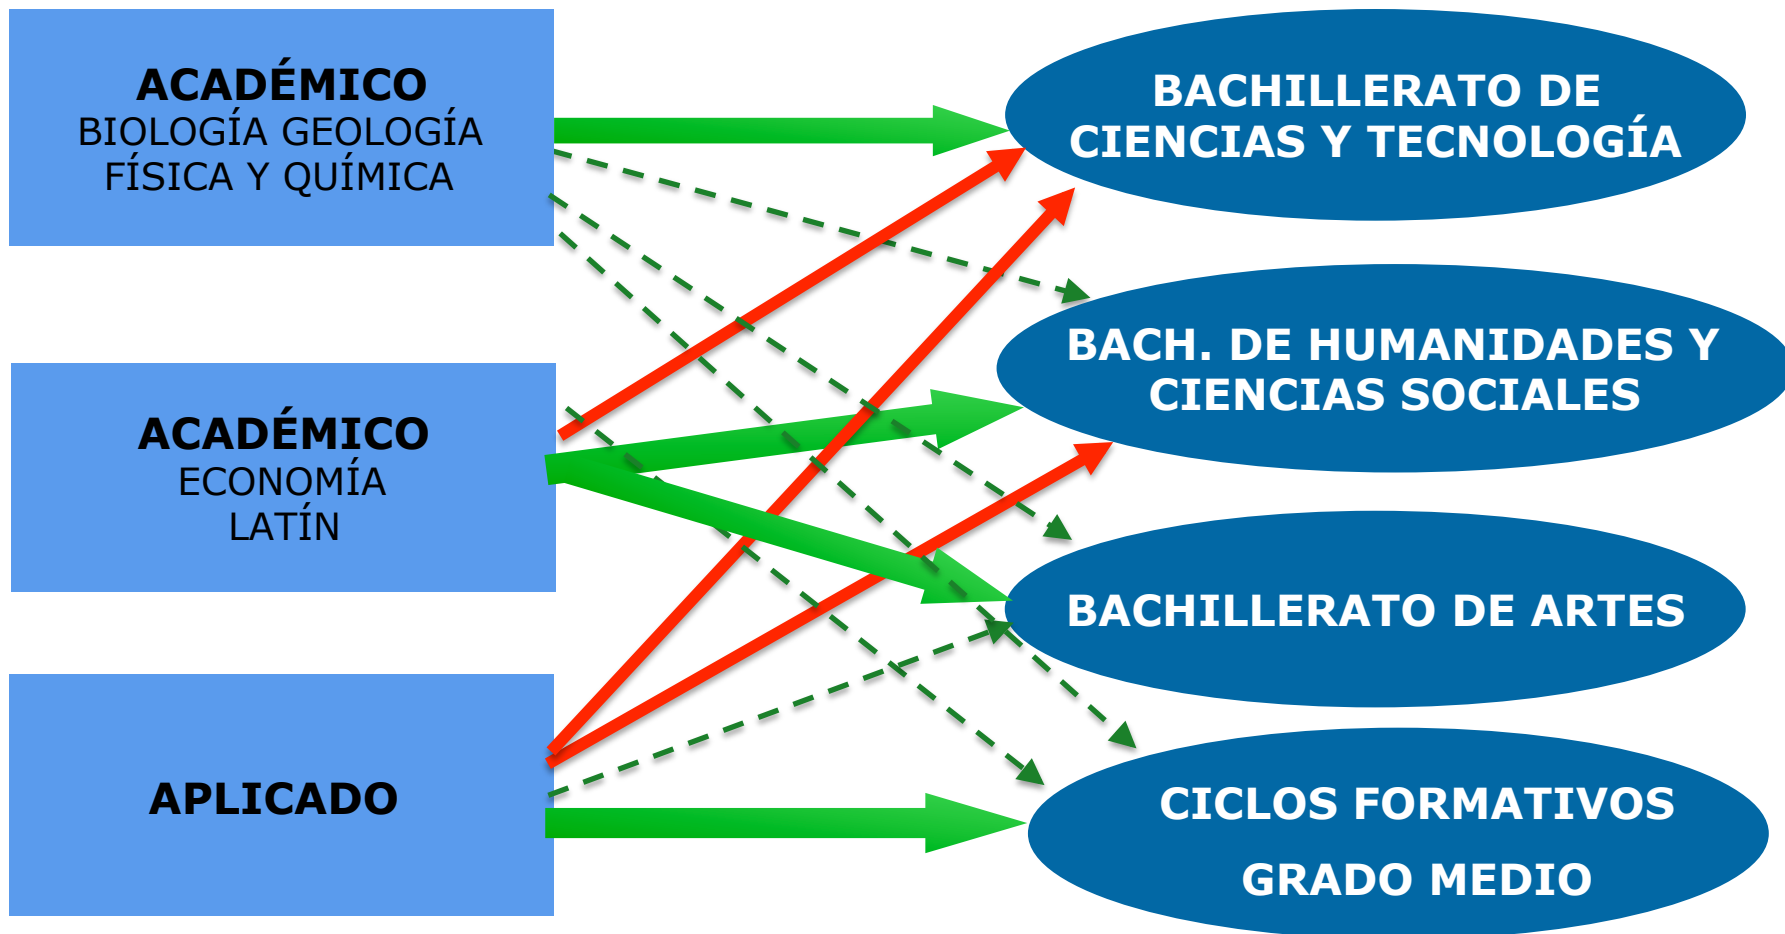 ACADÉMICO
BIOLOGÍA GEOLOGÍA
FÍSICA Y QUÍMICA
ACADÉMICO
ECONOMÍA
LATÍN
APLICADO
BACHILLERATO DE
CIENCIAS Y TECNOLOGÍA
BACH. DE HUMANIDADES Y
CIENCIAS SOCIALES
BACHILLERATO DE ARTES
CICLOS FORMATIVOS
GRADO MEDIO